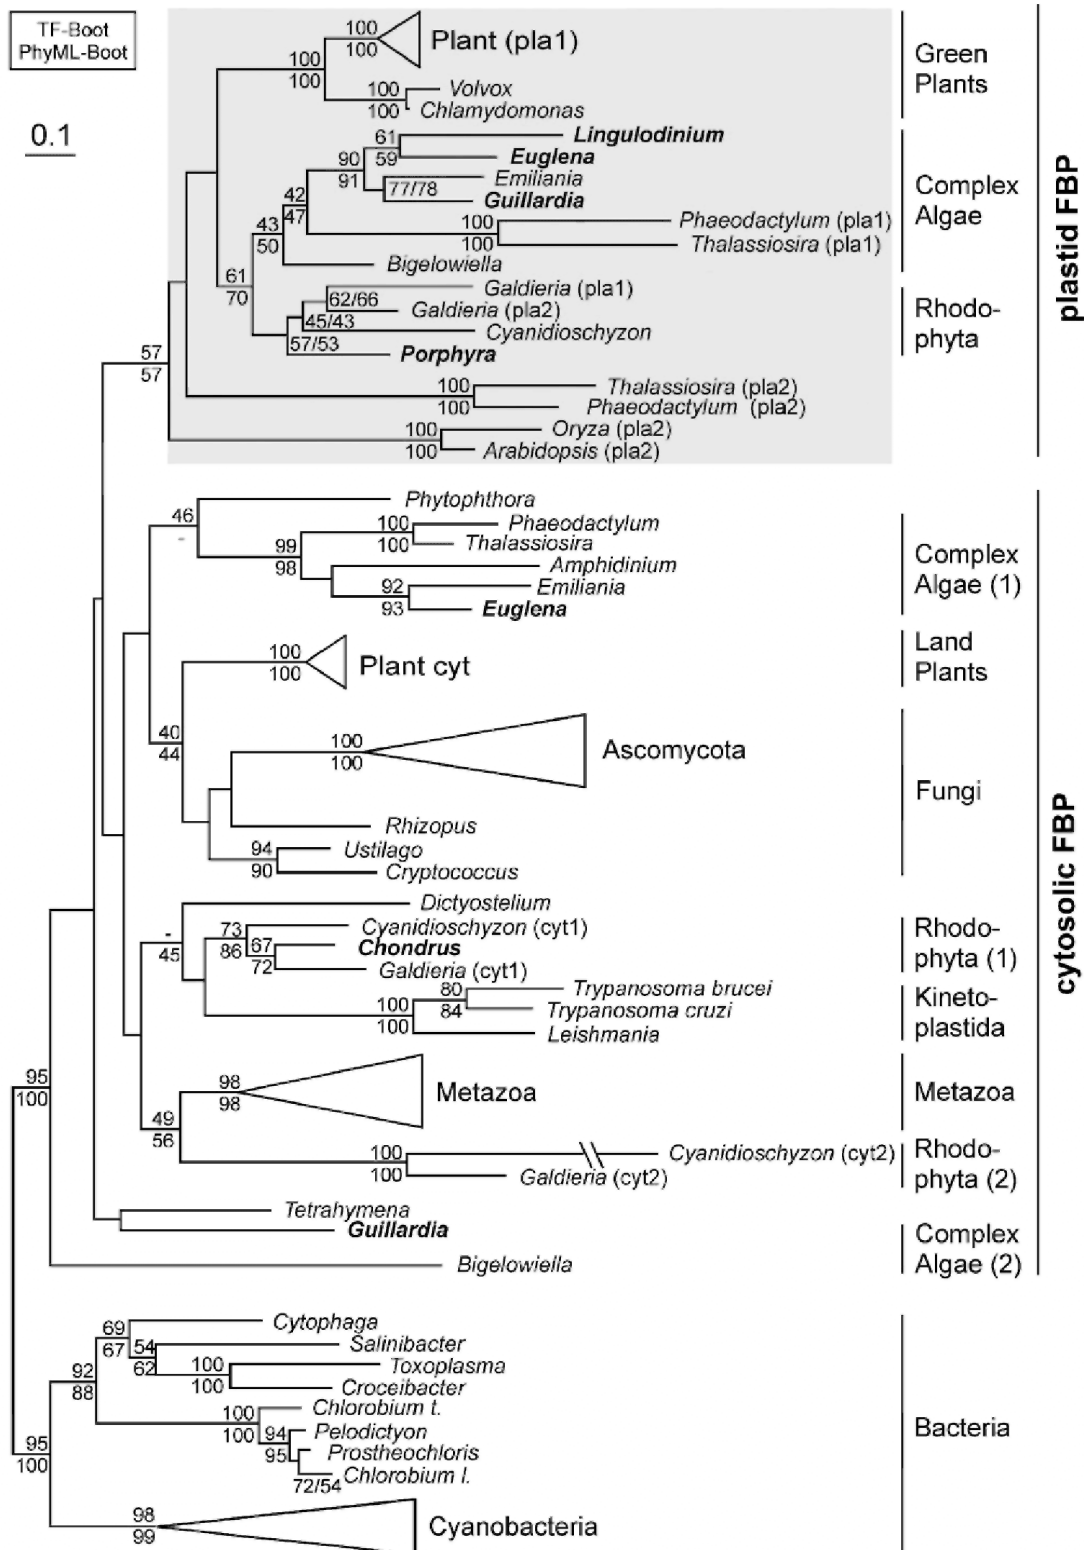 TF-Boot
PhyML-Boot
0.1
100
100
Plant (pla1)
100
100
100
100
Volvox
Chlamydomonas
Green
Plants
61
59
Lingulodinium
Euglena
90
91
Emiliania
77/78
Guillardia
42
47
100
100
Phaeodactylum (pla1)
Thalassiosira (pla1)
43
50
Bigelowiella
Complex
Algae
61
70
Galdieria (pla1)
62/66
Galdieria (pla2)
45/43
Cyanidioschyzon
57/53
Porphyra
Rhodo-
phyta
57
57
100
100
Thalassiosira (pla2)
Phaeodactylum (pla2)
100
100
Oryza (pla2)
Arabidopsis (pla2)
plastid FBP
Phytophthora
46
-
100
100
Phaeodactylum
Thalassiosira
99
98
Amphidinium
92
93
Emiliania
Euglena
Complex
Algae (1)
100
100
Plant cyt
Land
Plants
40
44
100
100
Ascomycota
Rhizopus
94
90
Ustilago
Cryptococcus
Fungi
Dictyostelium
-
45
73
86
Cyanidioschyzon (cyt1)
67
72
Chondrus
Galdieria (cyt1)
Rhodo-
phyta (1)
80
84
Trypanosoma brucei
Trypanosoma cruzi
100
100
Leishmania
Kineto-
plastida
95
100
98
98
Metazoa
Metazoa
49
56
100
100
Cyanidioschyzon (cyt2)
Galdieria (cyt2)
Rhodo-
phyta (2)
Tetrahymena
Guillardia
Bigelowiella
Complex
Algae (2)
cytosolic FBP
69
67
Cytophaga
54
62
Salinibacter
100
100
Toxoplasma
Croceibacter
92
88
100
100
Chlorobium t.
94
95
Pelodictyon
Prostheochloris
72/54
Chlorobium l.
95
100
98
99
Cyanobacteria
Bacteria